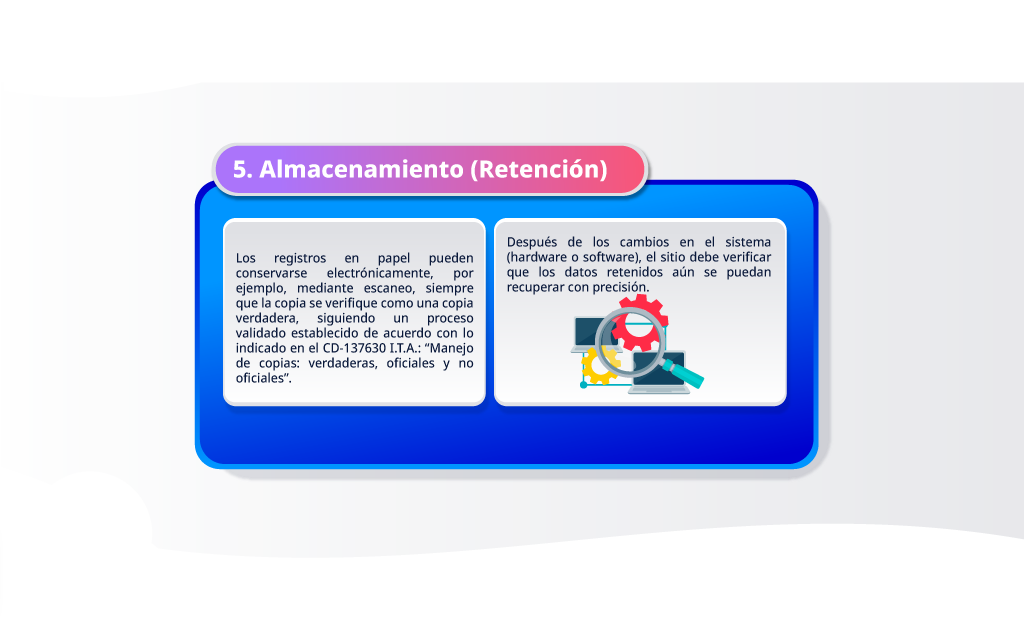 5. Almacenamiento (Retención)
Los registros en papel pueden
conservarse electrónicamente, por
ejemplo, mediante escaneo, siempre
que la copia se verifique como una copia
verdadera, siguiendo un proceso
validado establecido de acuerdo con lo
indicado en el CD-137630 I.T.A.: “Manejo
de copias: verdaderas, oficiales y no
oficiales”.
Después de los cambios en el sistema
(hardware o software), el sitio debe verificar
que los datos retenidos aún se puedan
recuperar con precisión.